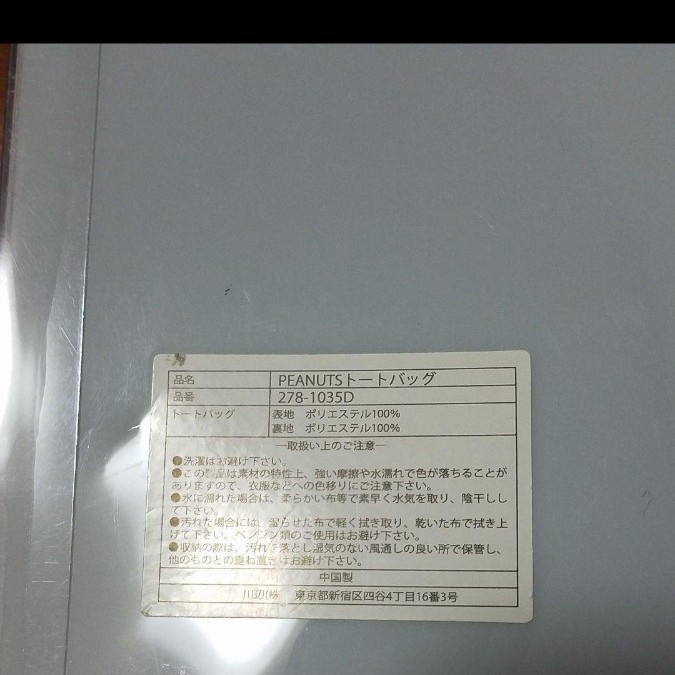 品名 PEANUTSトートバッグ
品番 278-1035D
トートバッグ 表地 ポリエステル100%
裏地 ポリエステル100%
―取扱い上のご注意―
●洗濯はお避け下さい。
●この製品は素材の特性上、強い摩擦や水濡れで色が落ちることが
ありますので、衣服などへの色移りにご注意下さい。
●水に濡れた場合は、柔らかい布等で素早く水気を取り、陰干しし
て下さい。
●汚れた場合には、湿らせた布で軽く拭き取り、乾いた布で拭き上
げて下さい。ベンジン類のご使用はお避け下さい。
●収納の際は、汚れを落とし湿気のない風通しの良い所で保管し、
他のものとの重ね置きはお避け下さい。
中国製
川辺(株 東京都新宿区四谷4丁目16番3号